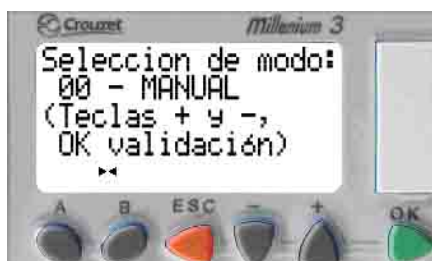 Crouzet Millenium 3
Seleccion de modo:
00 - MANUAL
(Teclas + y -,
OK validación)
A B ESC - + OK